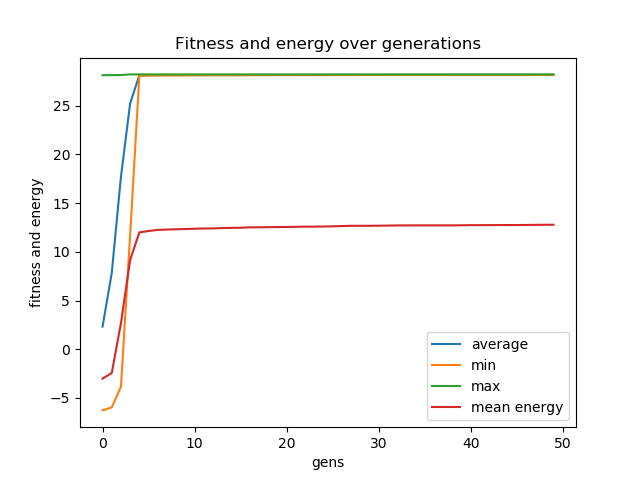 Fitness and energy over generations
fitness and energy
25
20
15
10
5
0
−5
0 10 20 30 40 50
gens
average
min
max
mean energy